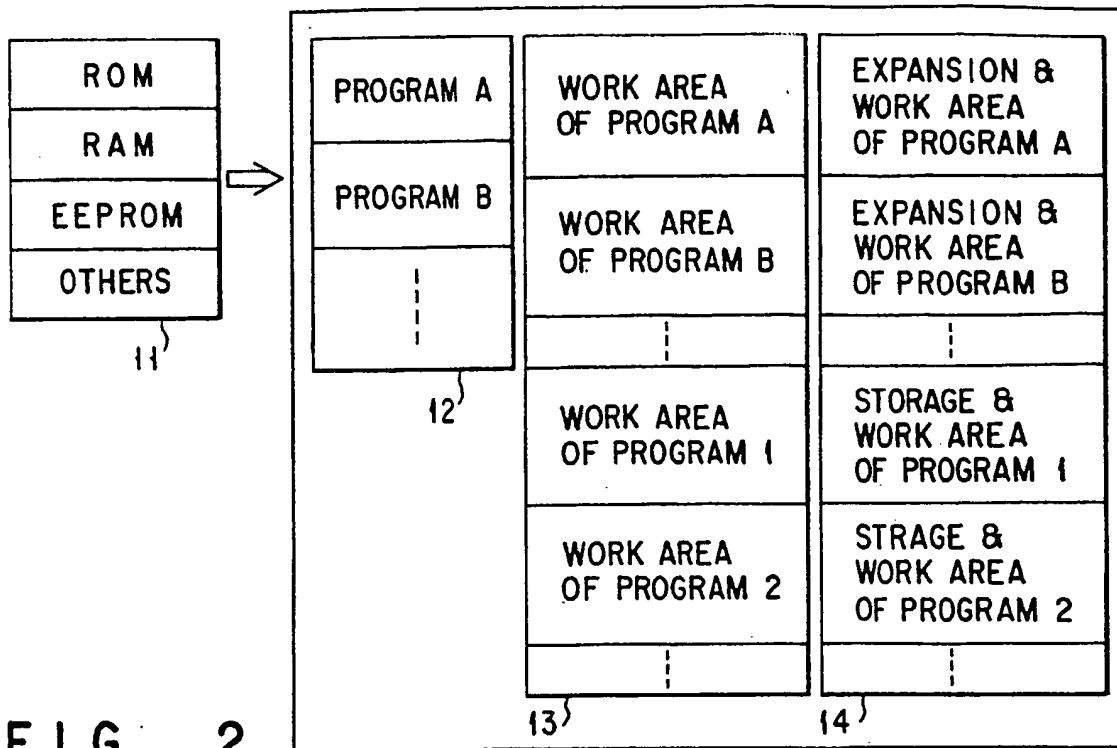 ROM
RAM
EEPROM
OTHERS
11
PROGRAM A
PROGRAM B
12
WORK AREA
OF PROGRAM A
WORK AREA
OF PROGRAM B
WORK AREA
OF PROGRAM 1
WORK AREA
OF PROGRAM 2
13
EXPANSION &
WORK AREA
OF PROGRAM A
EXPANSION &
WORK AREA
OF PROGRAM B
STORAGE &
WORK AREA
OF PROGRAM 1
STRAGE &
WORK AREA
OF PROGRAM 2
14
FIG. 2